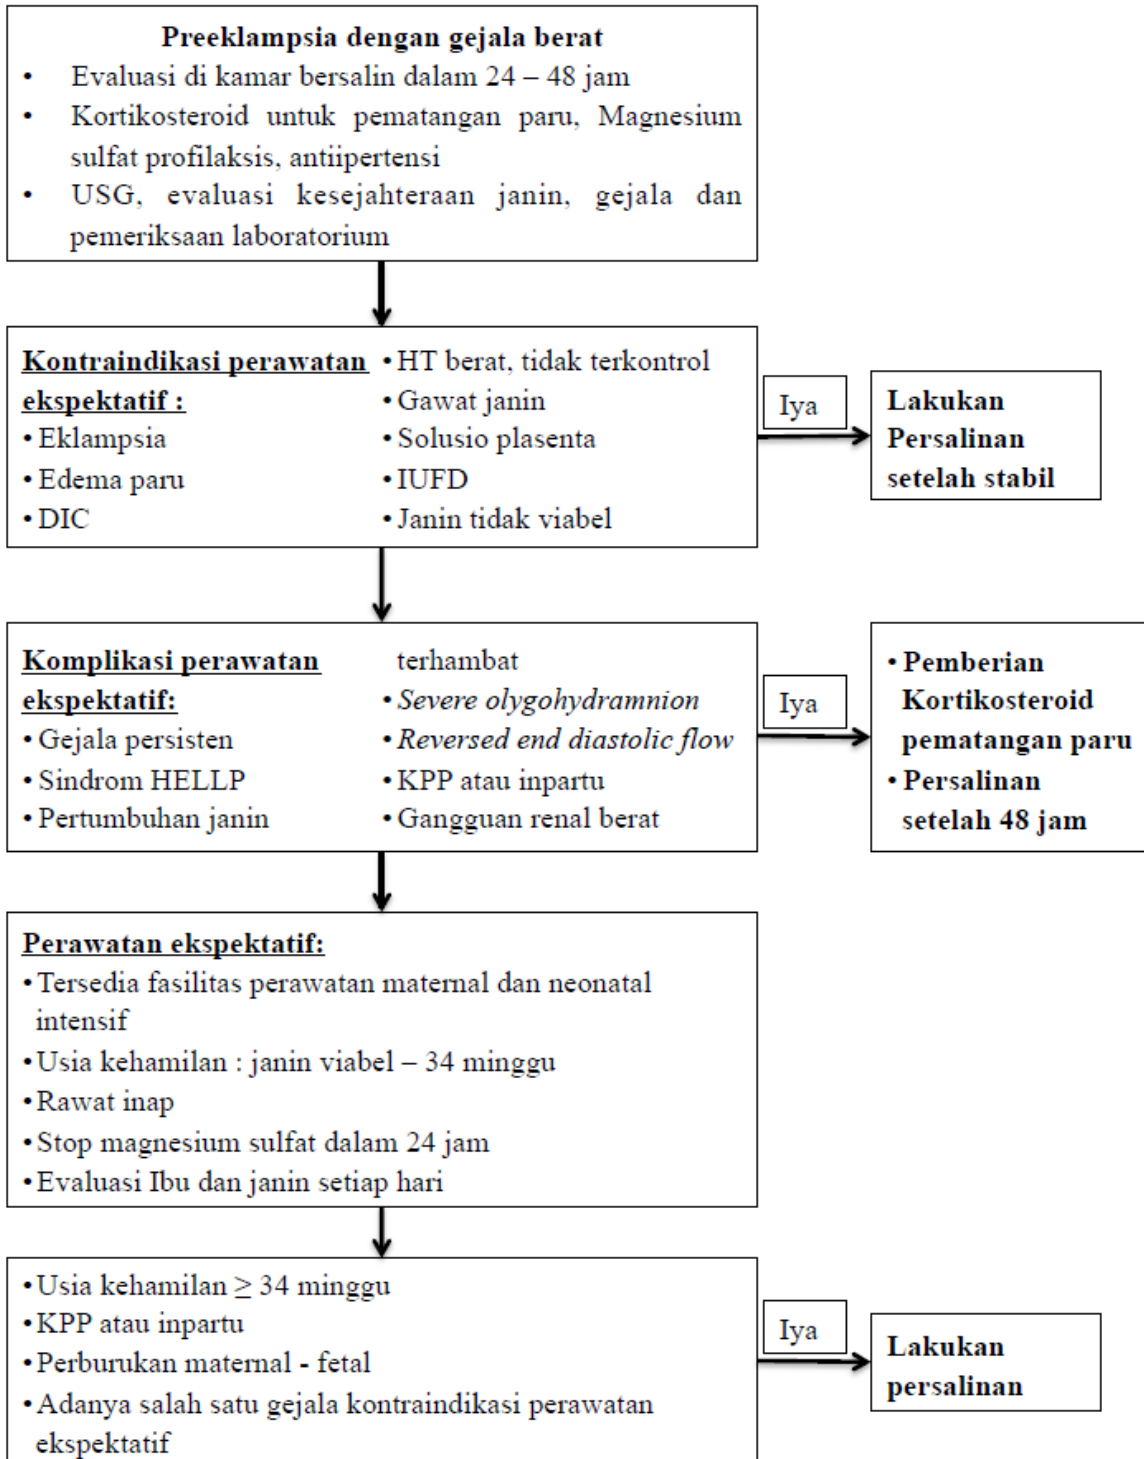 Preeklampsia dengan gejala berat
• Evaluasi di kamar bersalin dalam 24 – 48 jam
• Kortikosteroid untuk pematangan paru, Magnesium
sulfat profilaksis, antiipertensi
• USG, evaluasi kesejahteraan janin, gejala dan
pemeriksaan laboratorium
Kontraindikasi perawatan
ekspektatif :
• Eklampsia
• Edema paru
• DIC
• HT berat, tidak terkontrol
• Gawat janin
• Solusio plasenta
• IUFD
• Janin tidak viabel
Iya
Lakukan
Persalinan
setelah stabil
Komplikasi perawatan
ekspektatif:
• Gejala persisten
• Sindrom HELLP
• Pertumbuhan janin
terhambat
• Severe olygohydramnion
• Reversed end diastolic flow
• KPP atau inpartu
• Gangguan renal berat
Iya
• Pemberian
Kortikosteroid
pematangan paru
• Persalinan
setelah 48 jam
Perawatan ekspektatif:
• Tersedia fasilitas perawatan maternal dan neonatal
intensif
• Usia kehamilan : janin viabel – 34 minggu
• Rawat inap
• Stop magnesium sulfat dalam 24 jam
• Evaluasi Ibu dan janin setiap hari
• Usia kehamilan ≥ 34 minggu
• KPP atau inpartu
• Perburukan maternal - fetal
• Adanya salah satu gejala kontraindikasi perawatan
ekspektatif
Iya
Lakukan
persalinan